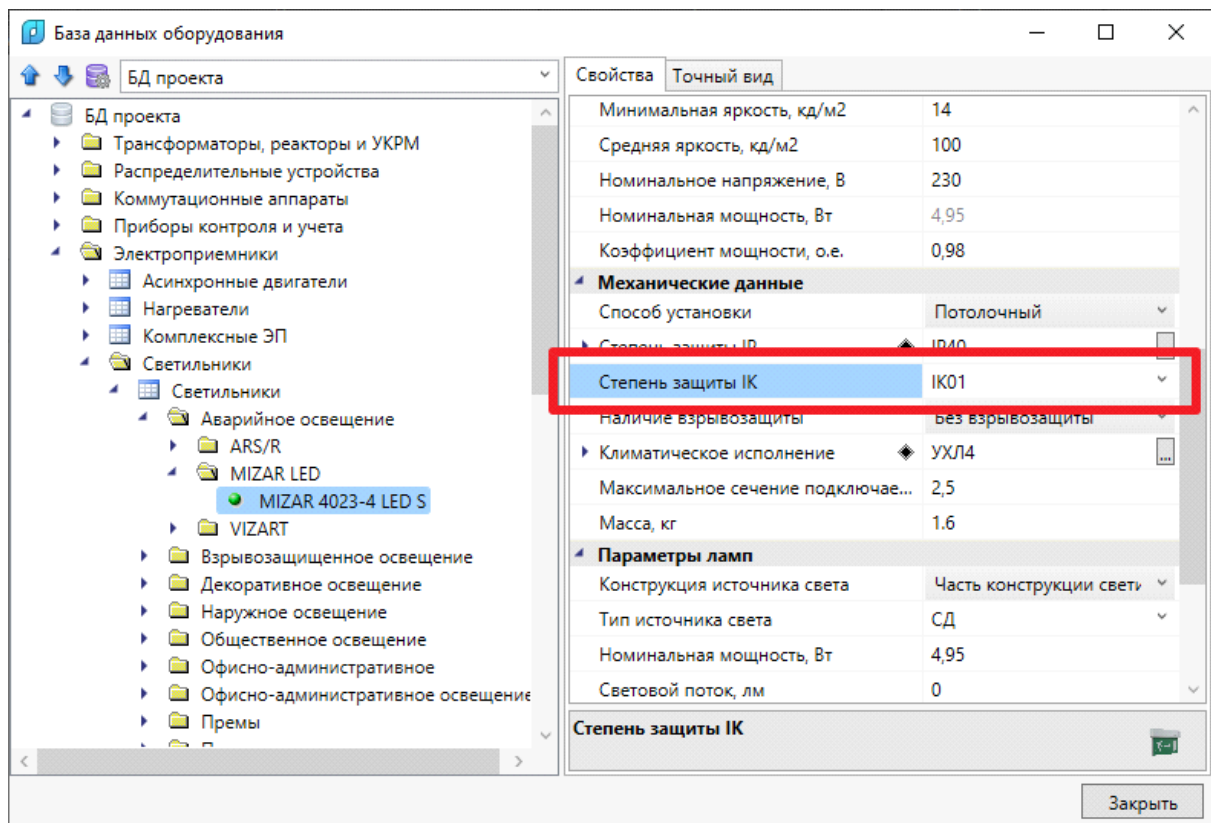 База данных оборудования
БД проекта
БД проекта
Трансформаторы, реакторы и УКРМ
Распределительные устройства
Коммутационные аппараты
Приборы контроля и учета
Электроприемники
Асинхронные двигатели
Нагреватели
Комплексные ЭП
Светильники
Светильники
Аварийное освещение
ARS/R
MIZAR LED
MIZAR 4023-4 LED S
VIZART
Взрывозащищенное освещение
Декоративное освещение
Наружное освещение
Общественное освещение
Офисно-административное
Офисно-административное освещение
Премы
Свойства Точный вид
Минимальная яркость, кд/м2 14
Средняя яркость, кд/м2 100
Номинальное напряжение, В 230
Номинальная мощность, Вт 4,95
Коэффициент мощности, о.е. 0,98
Механические данные
Способ установки Потолочный
Степень защиты IP IP40
Степень защиты IK IK01
Наличие взрывозащиты Без взрывозащиты
Климатическое исполнение УХЛ4 ...
Максимальное сечение подключае... 2,5
Масса, кг 1.6
Параметры ламп
Конструкция источника света Часть конструкции свети
Тип источника света СД
Номинальная мощность, Вт 4,95
Световой поток, лм 0
Степень защиты IK
Закрыть